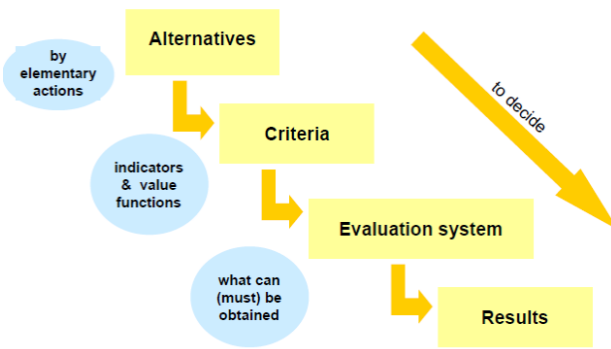 Alternatives
by
elementary
actions
to decide
Criteria
indicators
& value
functions
Evaluation system
what can
(must) be
obtained
Results